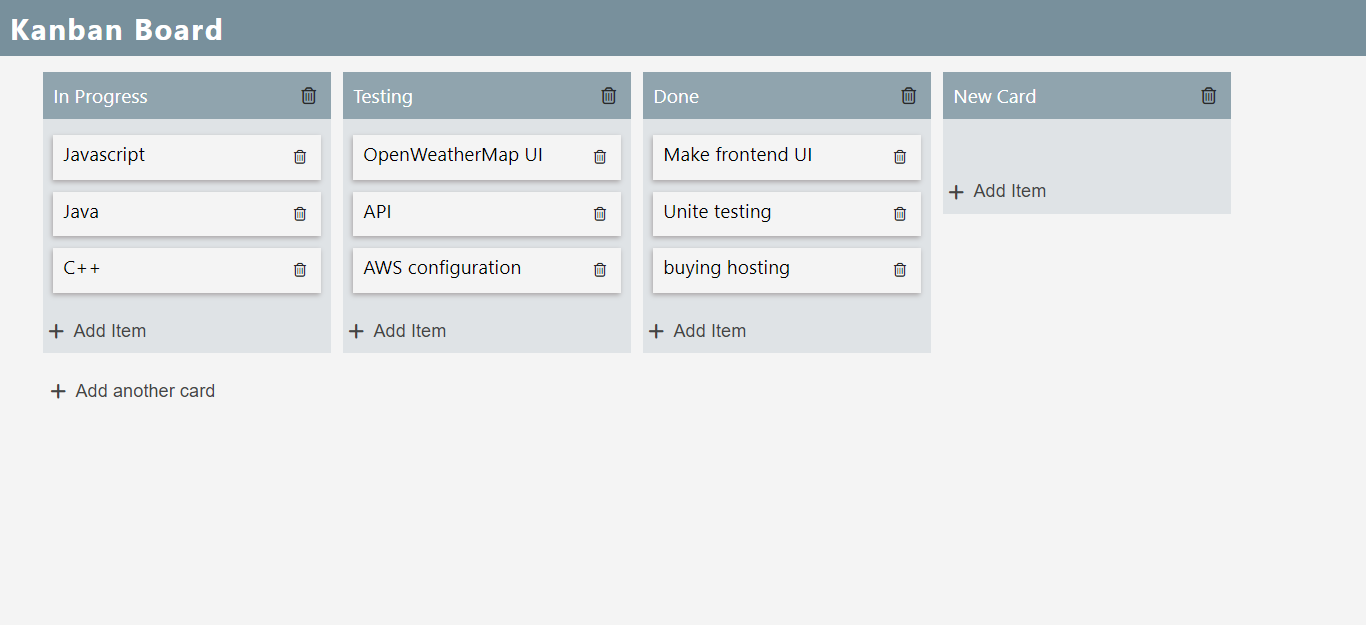 Kanban Board
In Progress
Javascript
Java
C++
Add Item
Testing
OpenWeatherMap UI
API
AWS configuration
Add Item
Done
Make frontend UI
Unite testing
buying hosting
Add Item
New Card
Add Item
Add another card